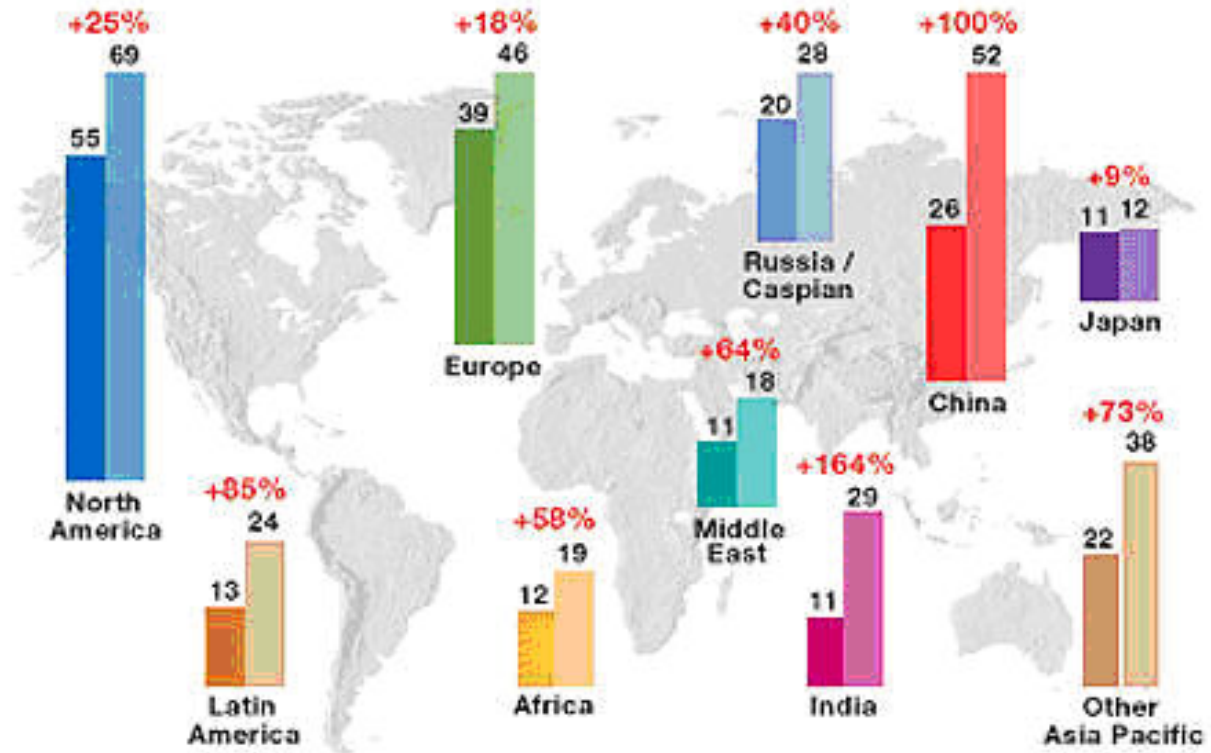 +25%
69
55
North
America
+18%
46
39
Europe
+40%
28
20
Russia /
Caspian
+100%
52
26
China
+9%
11 12
Japan
+64%
18
11
Middle
East
+73%
38
22
Other
Asia Pacific
+85%
24
13
Latin
America
+58%
19
12
Africa
+164%
29
11
India